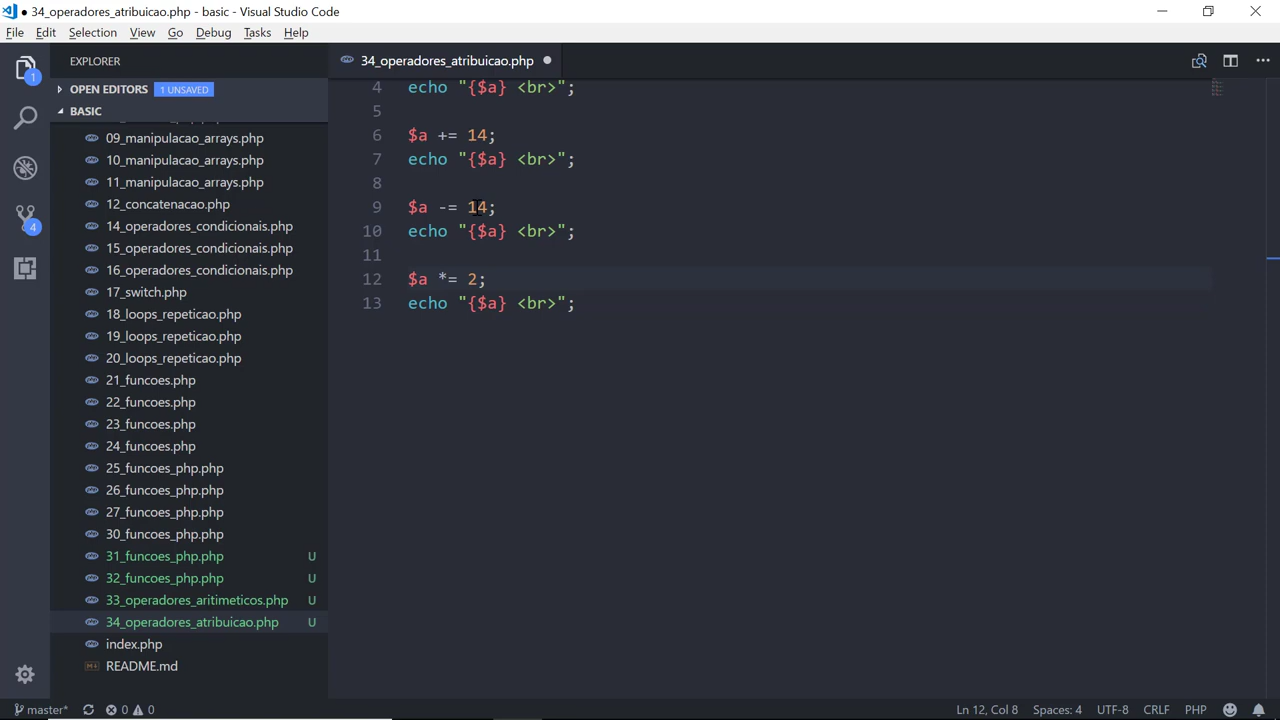 34_operadores_atribuicao.php - basic - Visual Studio Code
File Edit Selection View Go Debug Tasks Help
EXPLORER
34_operadores_atribuicao.php
OPEN EDITORS 1 UNSAVED
BASIC
09_manipulacao_arrays.php
10_manipulacao_arrays.php
11_manipulacao_arrays.php
12_concatenacao.php
14_operadores_condicionais.php
15_operadores_condicionais.php
16_operadores_condicionais.php
17_switch.php
18_loops_repeticao.php
19_loops_repeticao.php
20_loops_repeticao.php
21_funcoes.php
22_funcoes.php
23_funcoes.php
24_funcoes.php
25_funcoes_php.php
26_funcoes_php.php
27_funcoes_php.php
30_funcoes_php.php
31_funcoes_php.php U
32_funcoes_php.php U
33_operadores_aritimeticos.php U
34_operadores_atribuicao.php U
index.php
README.md
1
4
4 echo "{$a} <br>";
5
6 $a += 14;
7 echo "{$a} <br>";
8
9 $a -= 14;
10 echo "{$a} <br>";
11
12 $a *= 2;
13 echo "{$a} <br>";
master* 0 0 Ln 12, Col 8 Spaces: 4 UTF-8 CRLF PHP